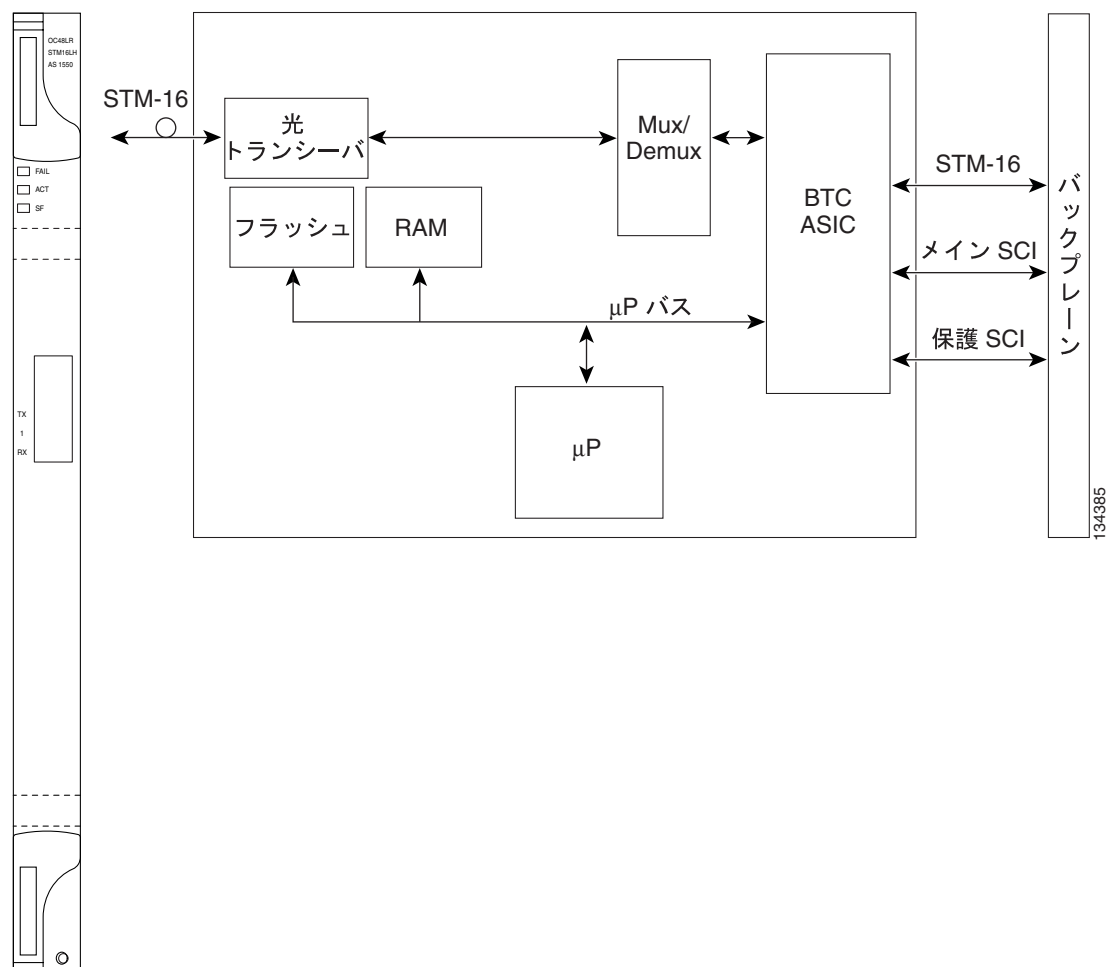 OC48LR
STM16LH
AS 1550
FAIL
ACT
SF
TX
1
RX
STM-16
光
トランシーバ
フラッシュ
RAM
Mux/
Demux
BTC
ASIC
μP バス
μP
STM-16
メイン SCI
保護 SCI
バックプレーン
134385